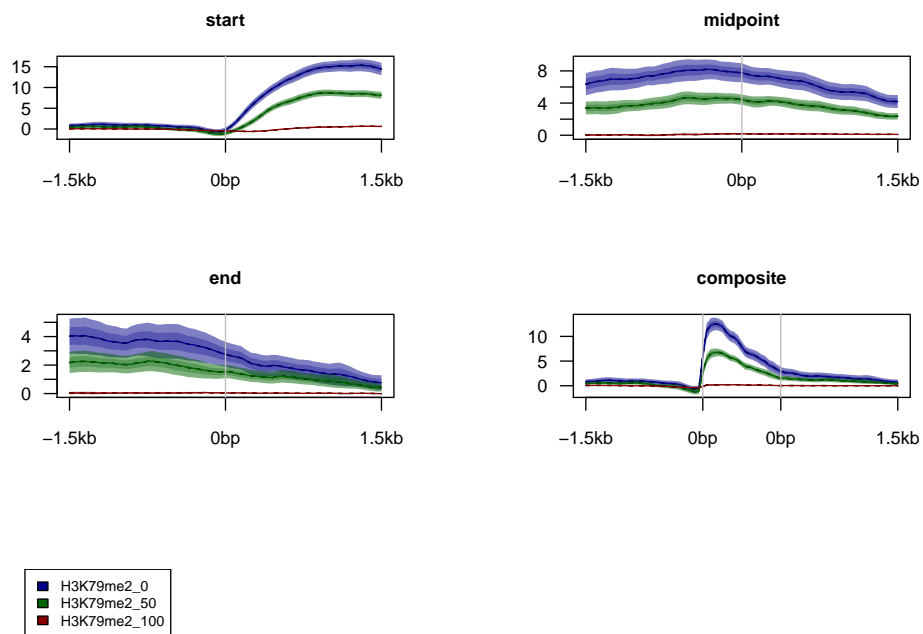 start
15
10
5
0
−1.5kb 0bp 1.5kb
midpoint
8
4
0
−1.5kb 0bp 1.5kb
end
4
2
0
−1.5kb 0bp 1.5kb
composite
10
5
0
−1.5kb 0bp 0bp 1.5kb
H3K79me2_0
H3K79me2_50
H3K79me2_100